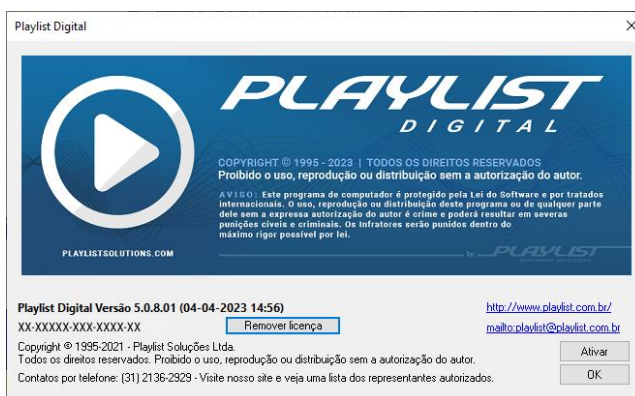 Playlist Digital
PLAYLIST
DIGITAL
COPYRIGHT © 1995 - 2023 | TODOS OS DIREITOS RESERVADOS
Proibido o uso, reprodução ou distribuição sem a autorização do autor.
AVISO: Este programa de computador é protegido pela Lei do Software e por tratados
internacionais. O uso, reprodução ou distribuição deste programa ou de qualquer parte
dele sem a expressa autorização do autor é crime e poderá resultar em severas
punições cíveis e criminais. Os Infratores serão punidos dentro do
máximo rigor possível por lei.
PLAYLISTSOLUTIONS.COM
by PLAYLIST
SOFTWARE SOLUTIONS
Playlist Digital Versão 5.0.8.01 (04-04-2023 14:56)
http://www.playlist.com.br/
XX-XXXXX-XXX-XXXX-XX
Remover licença
mailto:playlist@playlist.com.br
Copyright © 1995-2021 - Playlist Soluções Ltda.
Todos os direitos reservados. Proibido o uso, reprodução ou distribuição sem a autorização do autor.
Ativar
Contatos por telefone: (31) 2136-2929 - Visite nosso site e veja uma lista dos representantes autorizados.
OK